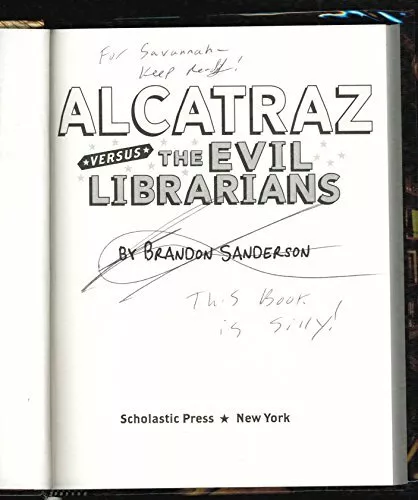 For Savannah-
Keep Reading!
ALCATRAZ
VERSUS THE EVIL
LIBRARIANS
BY BRANDON SANDERSON
This Book
is silly!
Scholastic Press ★ New York